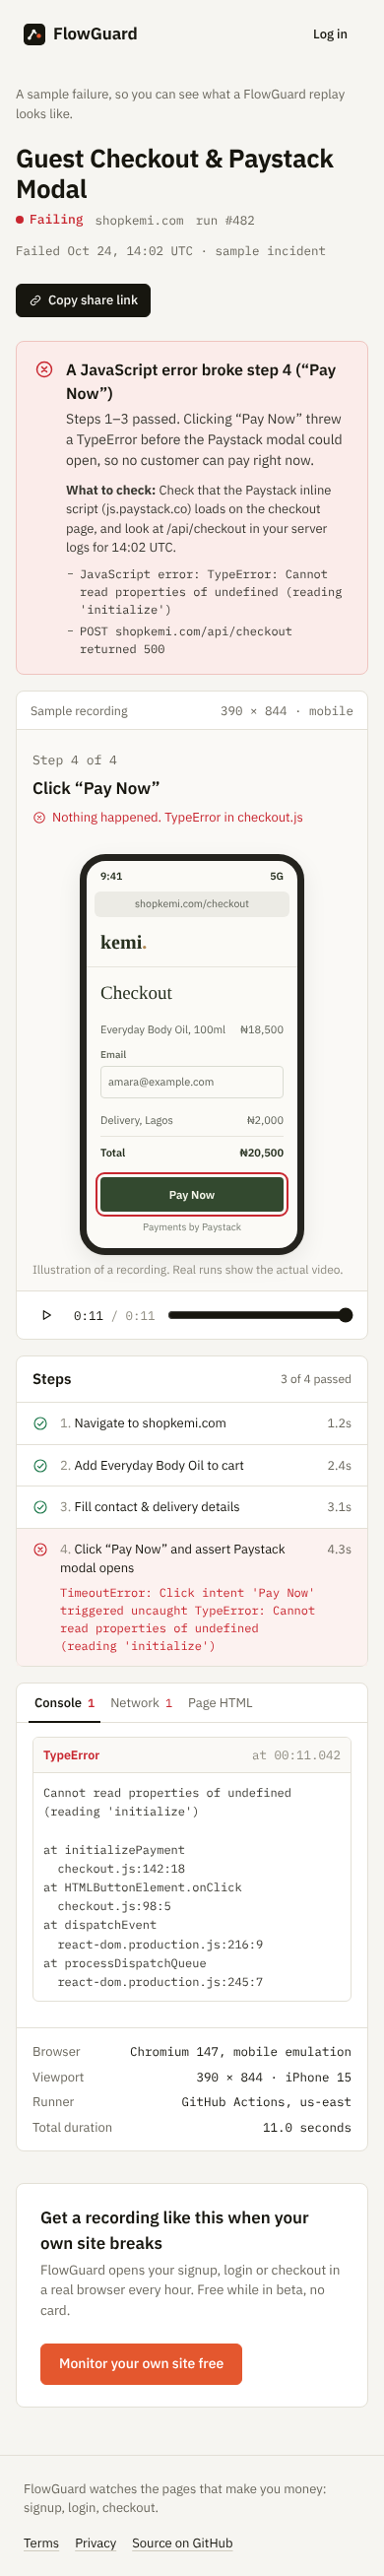 FlowGuard
Log in
A sample failure, so you can see what a FlowGuard replay
looks like.
Guest Checkout & Paystack
Modal
Failing shopkemi.com run #482
Failed Oct 24, 14:02 UTC · sample incident
Copy share link
A JavaScript error broke step 4 (“Pay
Now”)
Steps 1–3 passed. Clicking “Pay Now” threw
a TypeError before the Paystack modal could
open, so no customer can pay right now.
What to check: Check that the Paystack inline
script (js.paystack.co) loads on the checkout
page, and look at /api/checkout in your server
logs for 14:02 UTC.
– JavaScript error: TypeError: Cannot
read properties of undefined (reading
'initialize')
– POST shopkemi.com/api/checkout
returned 500
Sample recording
390 × 844 · mobile
Step 4 of 4
Click “Pay Now”
Nothing happened. TypeError in checkout.js
9:41
5G
shopkemi.com/checkout
kemi.
Checkout
Everyday Body Oil, 100ml ₦18,500
Email
amara@example.com
Delivery, Lagos ₦2,000
Total ₦20,500
Pay Now
Payments by Paystack
Illustration of a recording. Real runs show the actual video.
0:11 / 0:11
Steps
3 of 4 passed
1. Navigate to shopkemi.com 1.2s
2. Add Everyday Body Oil to cart 2.4s
3. Fill contact & delivery details 3.1s
4. Click “Pay Now” and assert Paystack 4.3s
modal opens
TimeoutError: Click intent 'Pay Now'
triggered uncaught TypeError: Cannot
read properties of undefined
(reading 'initialize')
Console 1 Network 1 Page HTML
TypeError at 00:11.042
Cannot read properties of undefined
(reading 'initialize')
at initializePayment
checkout.js:142:18
at HTMLButtonElement.onClick
checkout.js:98:5
at dispatchEvent
react-dom.production.js:216:9
at processDispatchQueue
react-dom.production.js:245:7
Browser Chromium 147, mobile emulation
Viewport 390 × 844 · iPhone 15
Runner GitHub Actions, us-east
Total duration 11.0 seconds
Get a recording like this when your
own site breaks
FlowGuard opens your signup, login or checkout in
a real browser every hour. Free while in beta, no
card.
Monitor your own site free
FlowGuard watches the pages that make you money:
signup, login, checkout.
Terms Privacy Source on GitHub